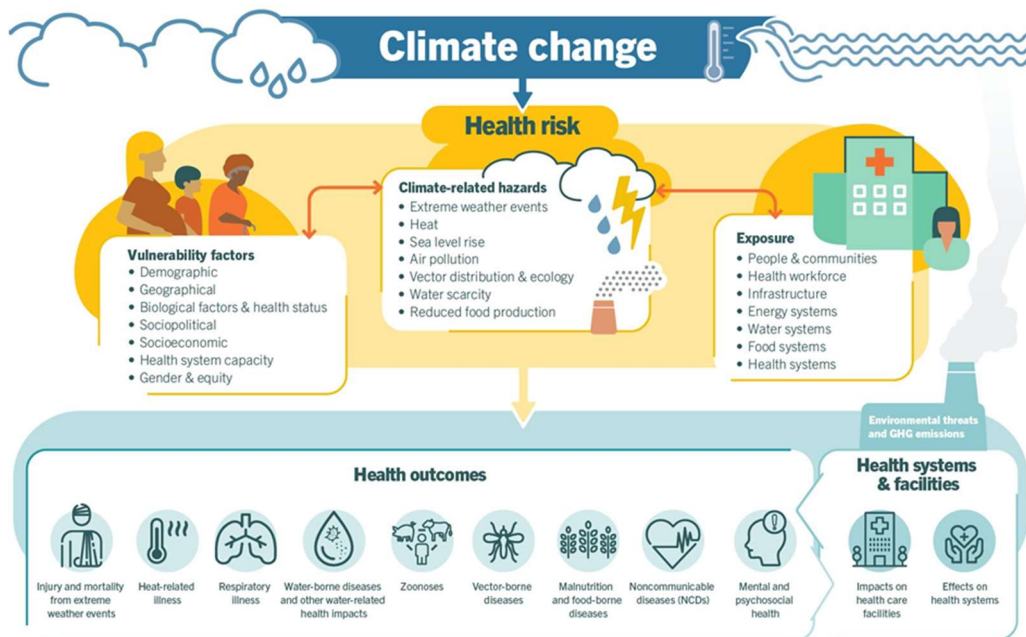 Climate change
Health risk
Climate-related hazards
• Extreme weather events
• Heat
• Sea level rise
• Air pollution
• Vector distribution & ecology
• Water scarcity
• Reduced food production
Vulnerability factors
• Demographic
• Geographical
• Biological factors & health status
• Sociopolitical
• Socioeconomic
• Health system capacity
• Gender & equity
Exposure
• People & communities
• Health workforce
• Infrastructure
• Energy systems
• Water systems
• Food systems
• Health systems
Environmental threats
and GHG emissions
Health outcomes
Injury and mortality
from extreme
weather events
Heat-related
illness
Respiratory
illness
Water-borne diseases
and other water-related
health impacts
Zoonoses
Vector-borne
diseases
Malnutrition
and food-borne
diseases
Noncommunicable
diseases (NCDs)
Mental and
psychosocial
health
Health systems
& facilities
Impacts on
health care
facilities
Effects on
health systems